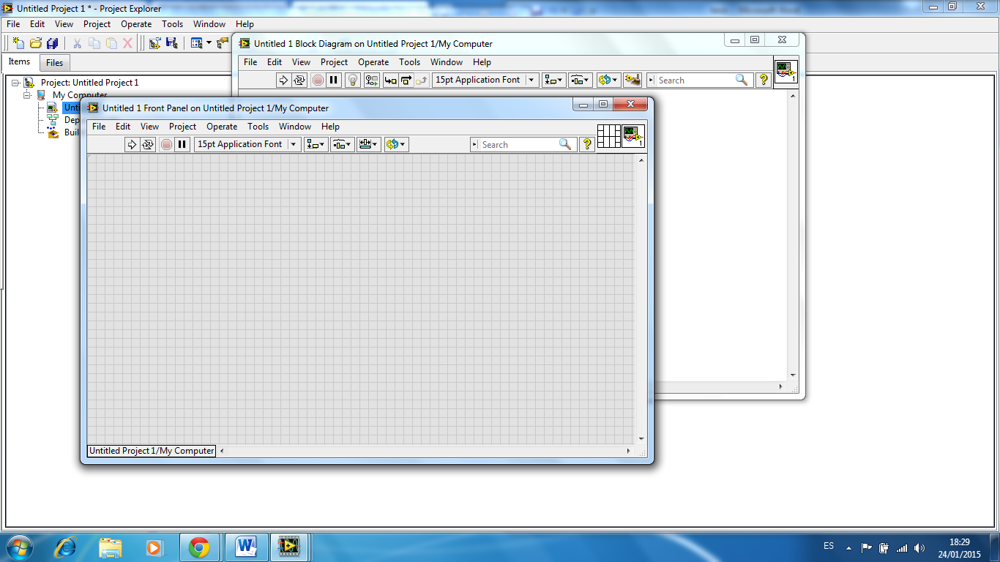 Untitled Project 1 * - Project Explorer
File Edit View Project Operate Tools Window Help
Items Files
Project: Untitled Project 1
My Computer
Unti
Dep
Buil
Untitled 1 Block Diagram on Untitled Project 1/My Computer
File Edit View Project Operate Tools Window Help
15pt Application Font Search ?
1
Untitled 1 Front Panel on Untitled Project 1/My Computer
File Edit View Project Operate Tools Window Help
15pt Application Font Search ?
1
Untitled Project 1/My Computer
ES
18:29
24/01/2015